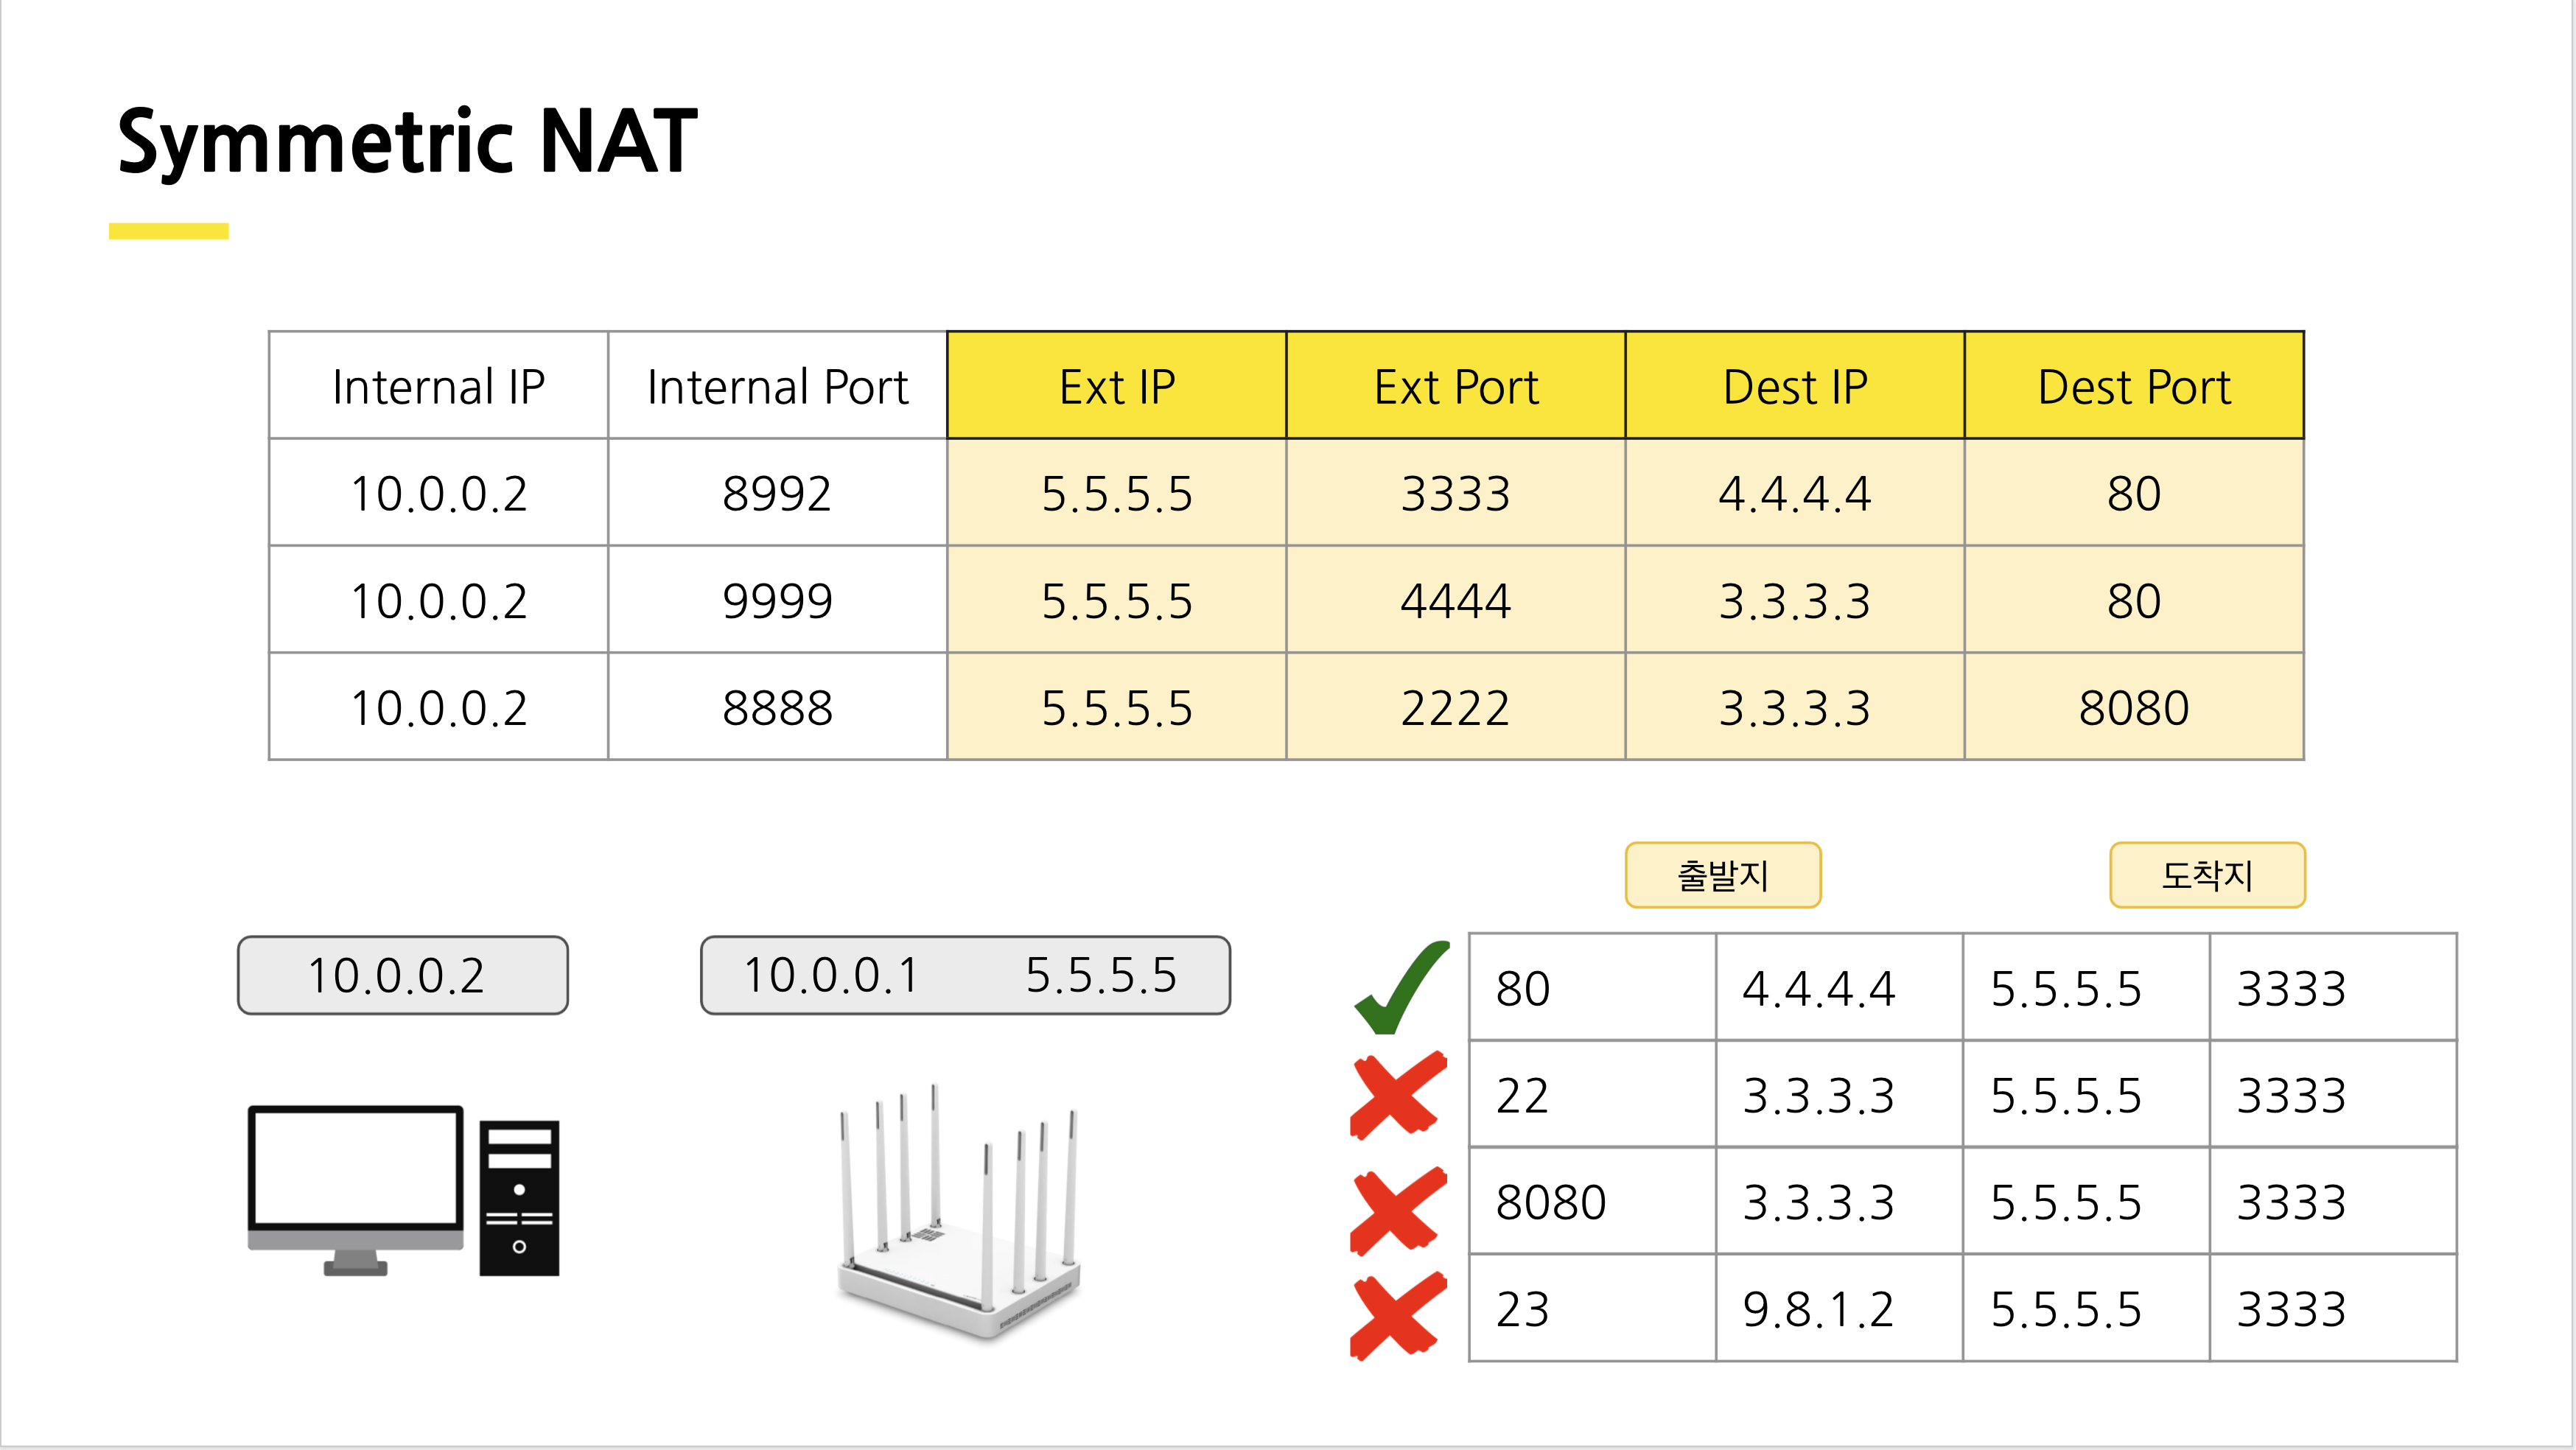 Symmetric NAT
Internal IP Internal Port Ext IP Ext Port Dest IP Dest Port
10.0.0.2 8992 5.5.5.5 3333 4.4.4.4 80
10.0.0.2 9999 5.5.5.5 4444 3.3.3.3 80
10.0.0.2 8888 5.5.5.5 2222 3.3.3.3 8080
출발지 도착지
10.0.0.2
10.0.0.1 5.5.5.5
80 4.4.4.4 5.5.5.5 3333
22 3.3.3.3 5.5.5.5 3333
8080 3.3.3.3 5.5.5.5 3333
23 9.8.1.2 5.5.5.5 3333